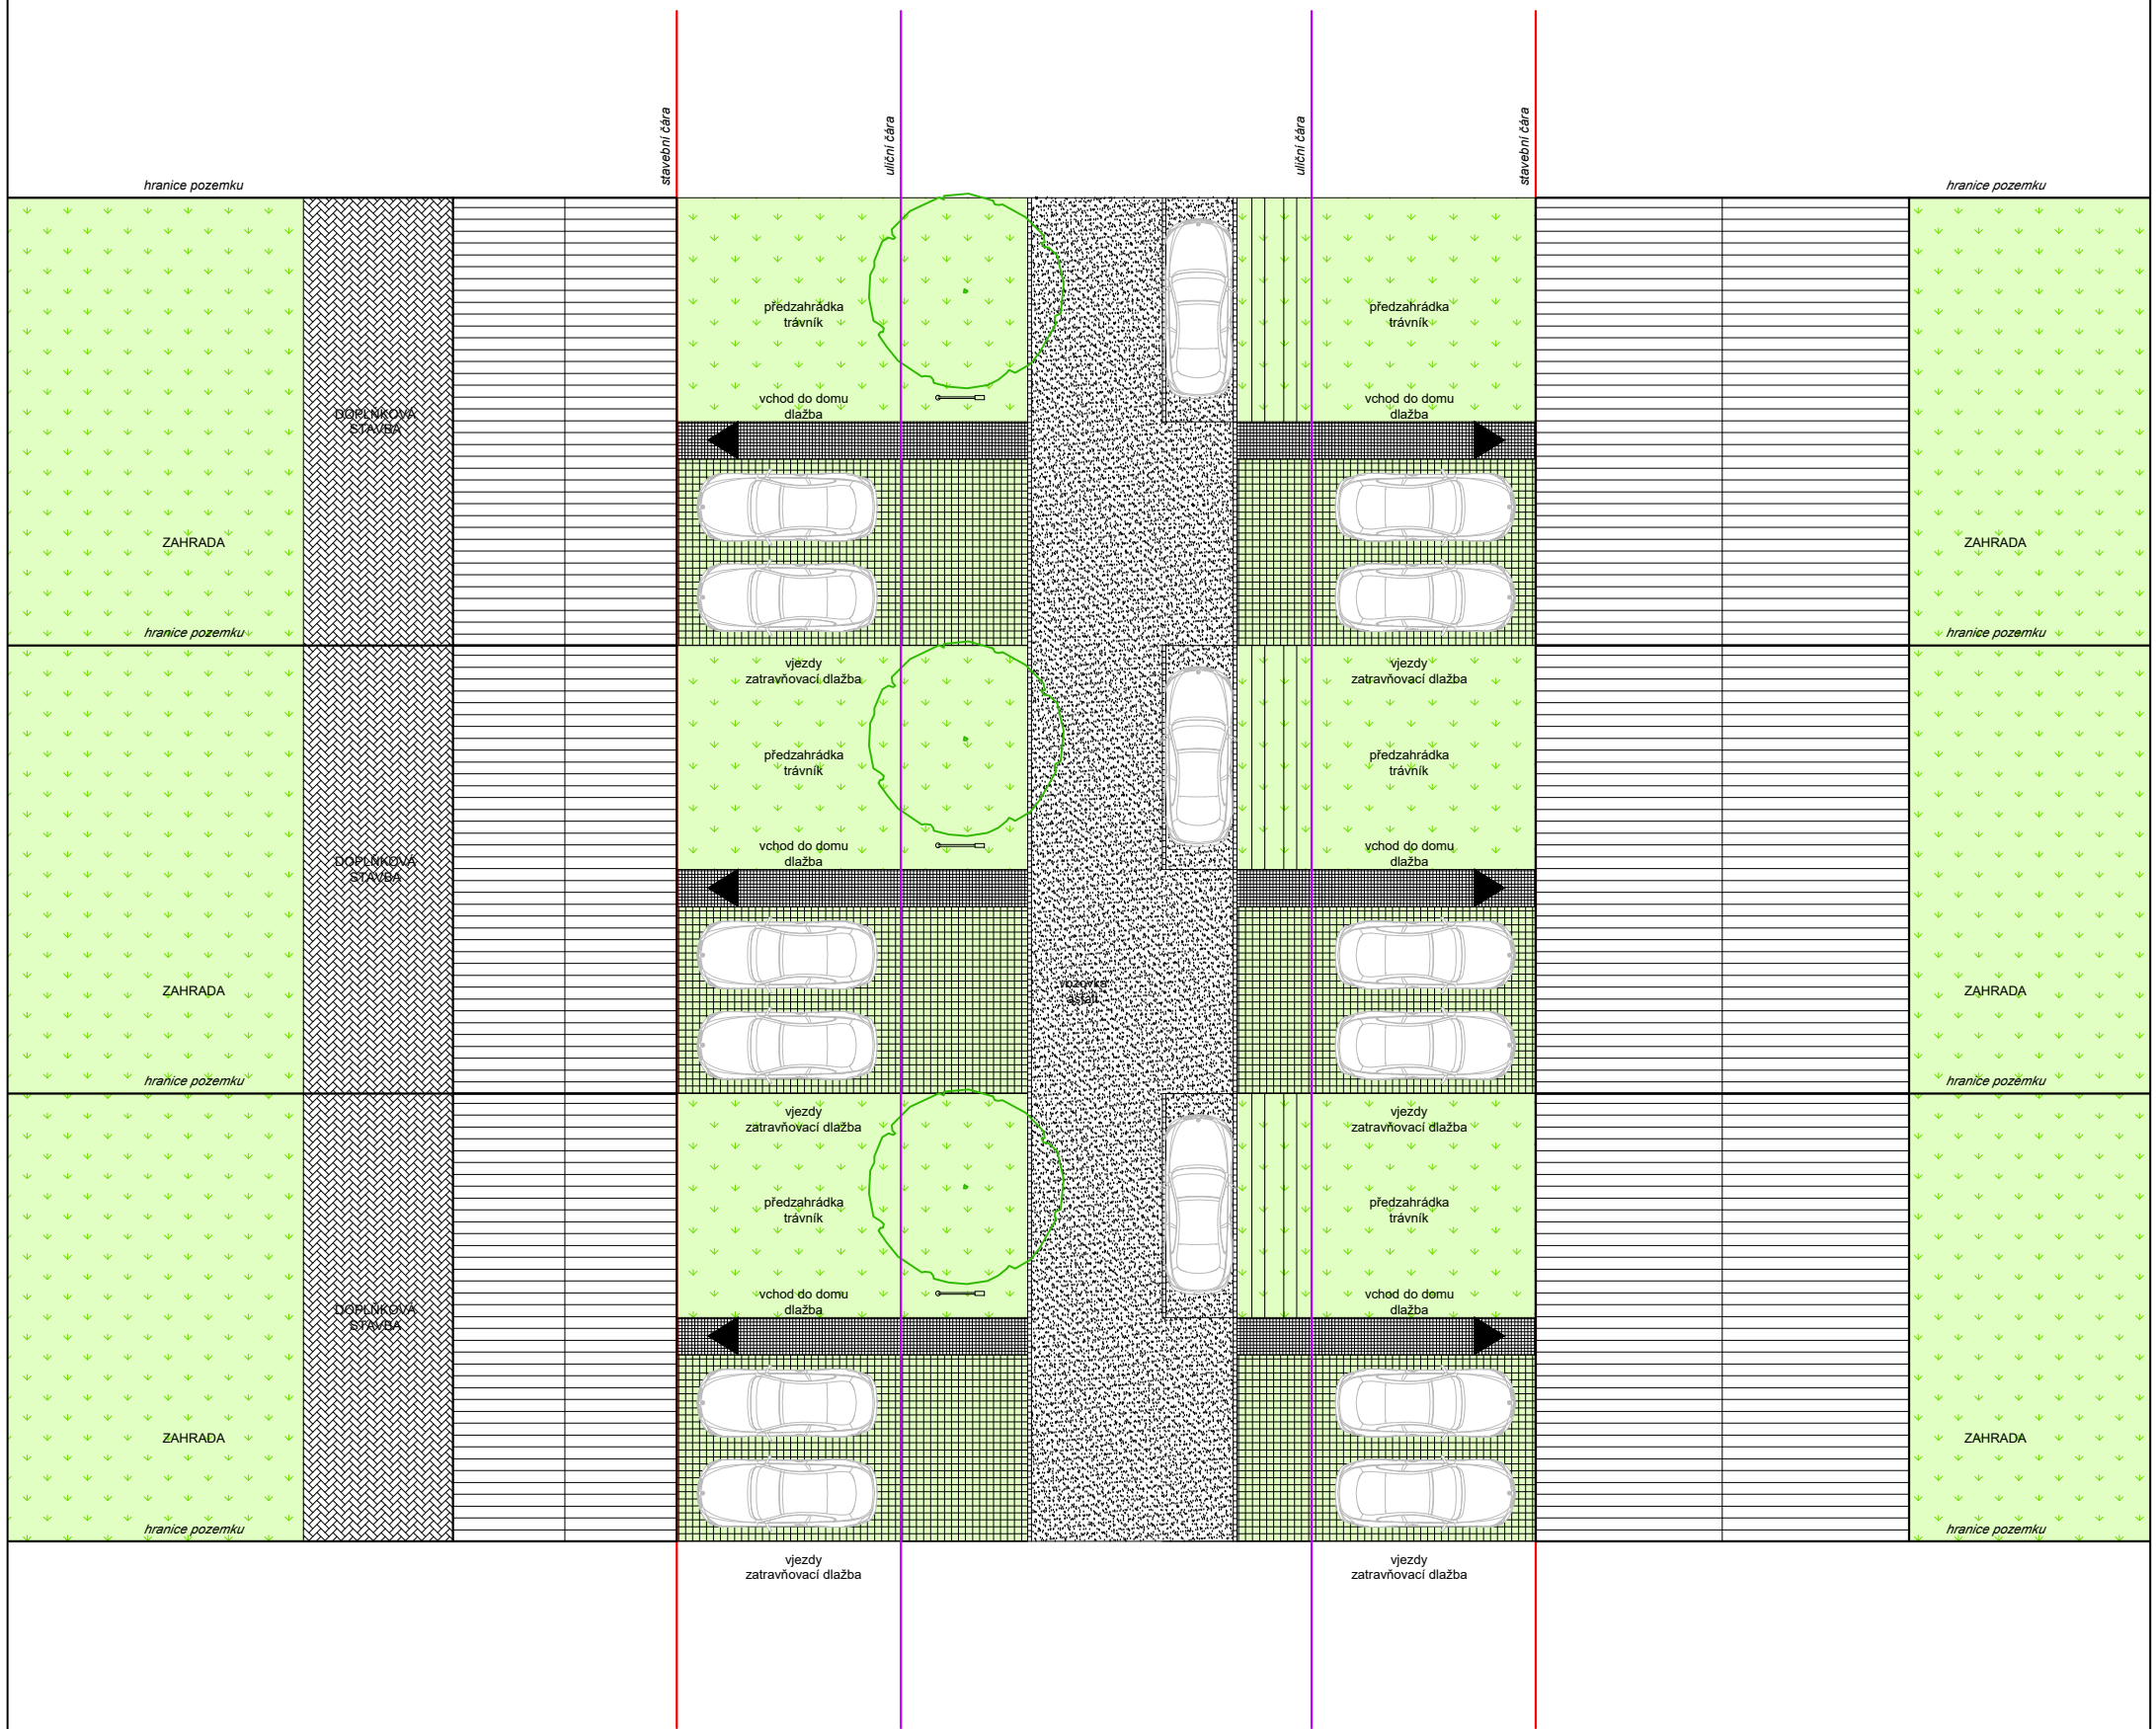 stavební čára
uliční čára
uliční čára
stavební čára
hranice pozemku
hranice pozemku
předzahrádka
trávník
předzahrádka
trávník
vchod do domu
dlažba
vchod do domu
dlažba
DOPLŇKOVÁ
STAVBA
ZAHRADA
ZAHRADA
hranice pozemku
hranice pozemku
vjezdy
zatravňovací dlažba
vjezdy
zatravňovací dlažba
předzahrádka
trávník
předzahrádka
trávník
vchod do domu
dlažba
vchod do domu
dlažba
DOPLŇKOVÁ
STAVBA
ZAHRADA
vozovka
asfalt
ZAHRADA
hranice pozemku
hranice pozemku
vjezdy
zatravňovací dlažba
vjezdy
zatravňovací dlažba
předzahrádka
trávník
předzahrádka
trávník
vchod do domu
dlažba
vchod do domu
dlažba
DOPLŇKOVÁ
STAVBA
ZAHRADA
ZAHRADA
hranice pozemku
hranice pozemku
vjezdy
zatravňovací dlažba
vjezdy
zatravňovací dlažba